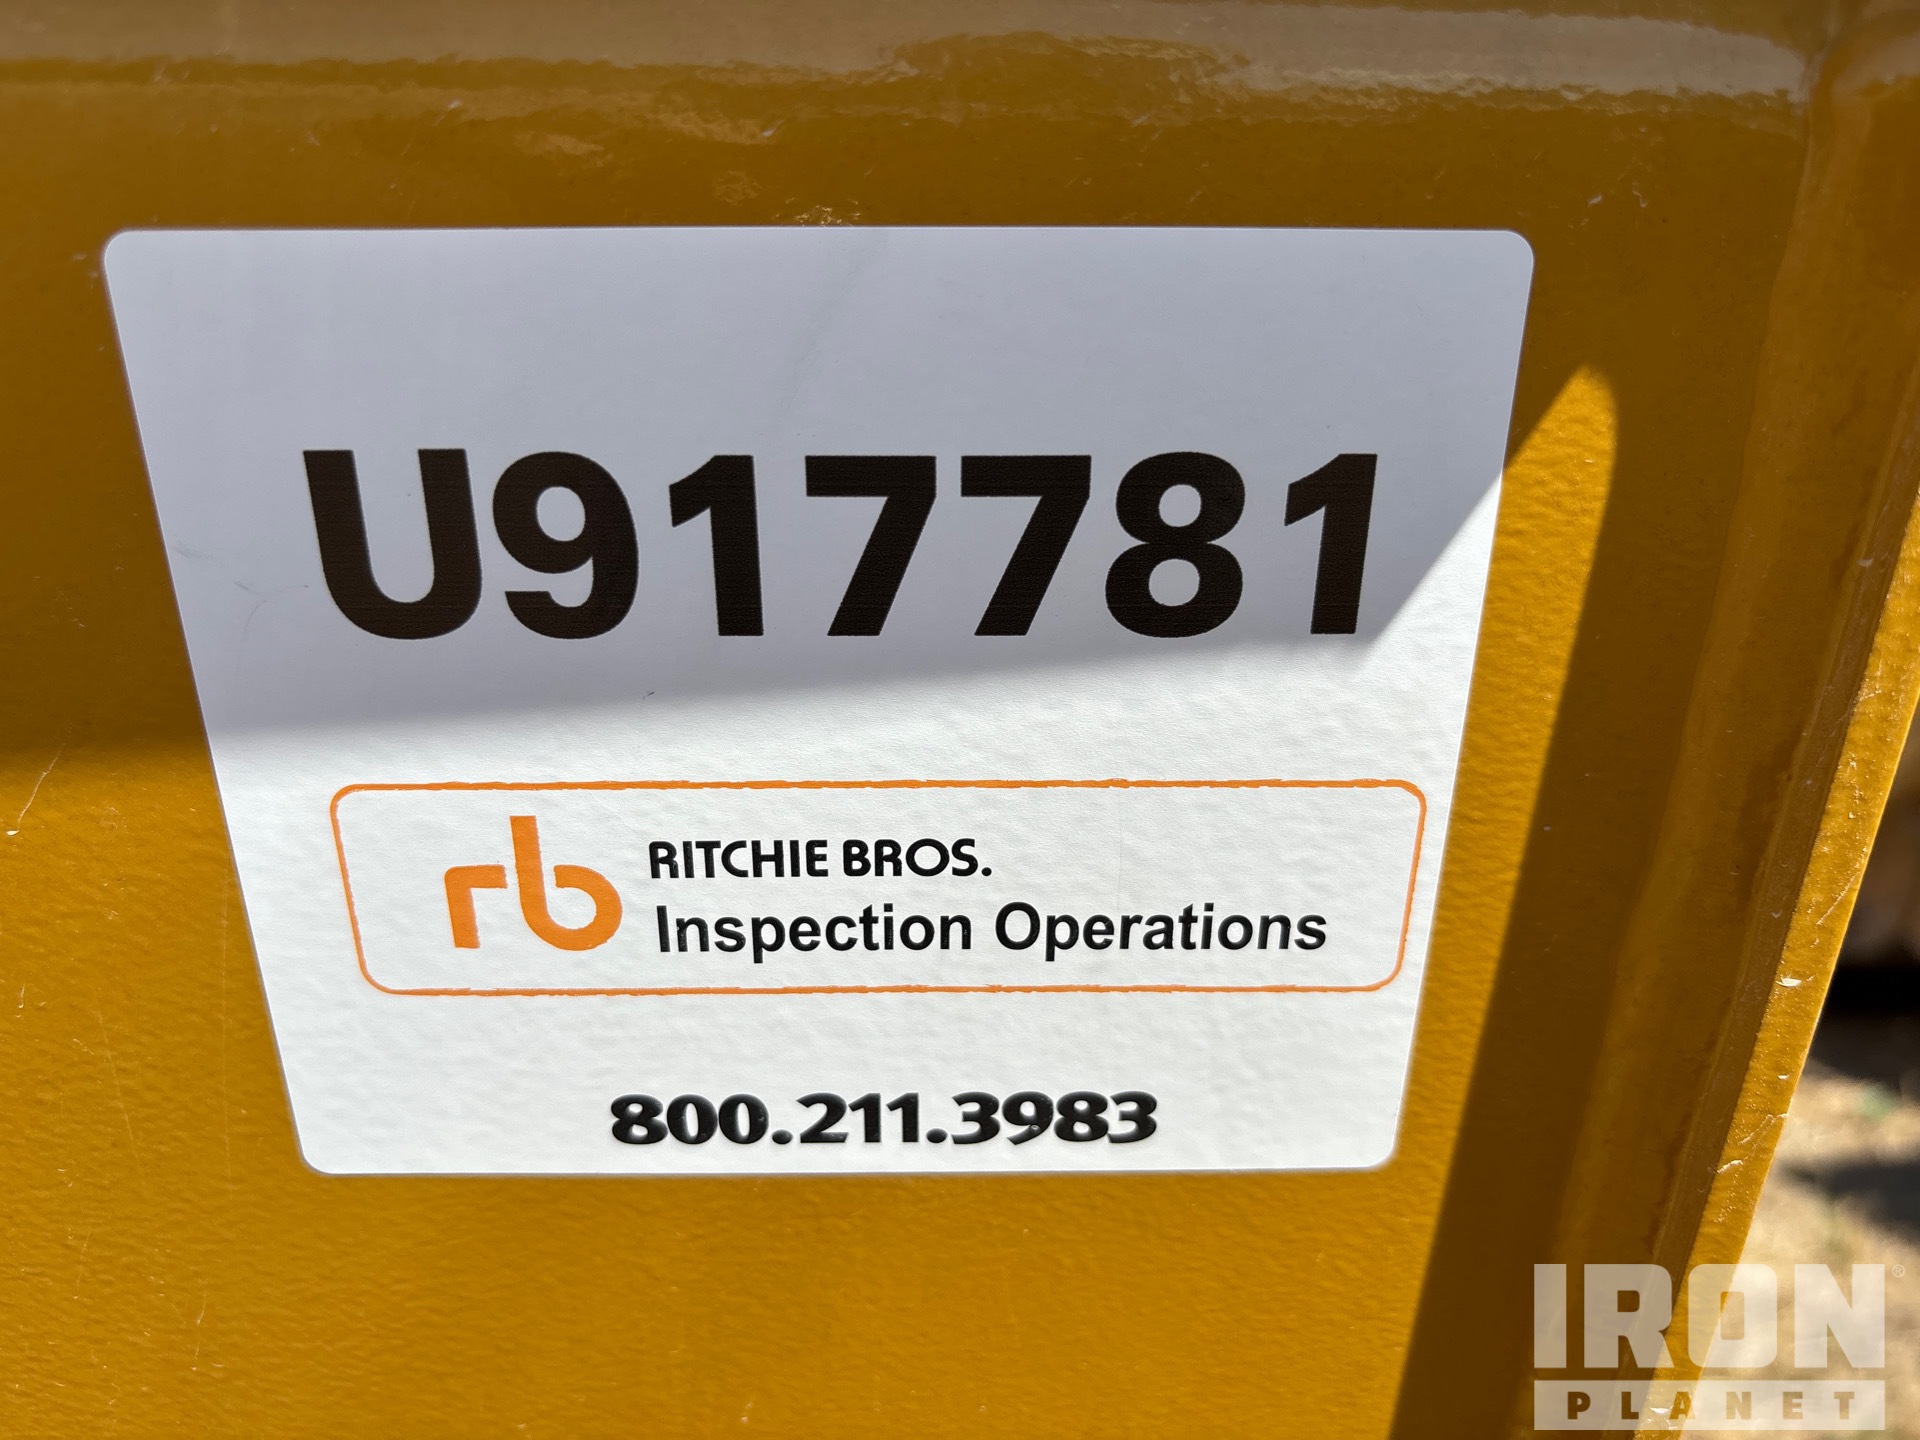 U917781
rb
RITCHIE BROS.
Inspection Operations
800.211.3983
IRON®
PLANET